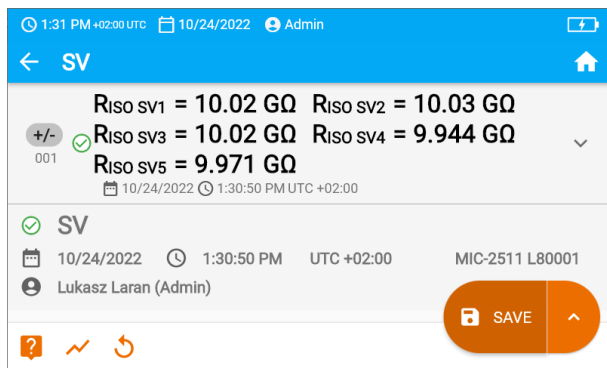 1:31 PM +02:00 UTC 10/24/2022 Admin
SV
RISO SV1 = 10.02 GΩ RISO SV2 = 10.03 GΩ
+/- RISO SV3 = 10.02 GΩ RISO SV4 = 9.944 GΩ
001 RISO SV5 = 9.971 GΩ
10/24/2022 1:30:50 PM UTC +02:00
SV
10/24/2022 1:30:50 PM UTC +02:00 MIC-2511 L80001
Lukasz Laran (Admin)
SAVE
?